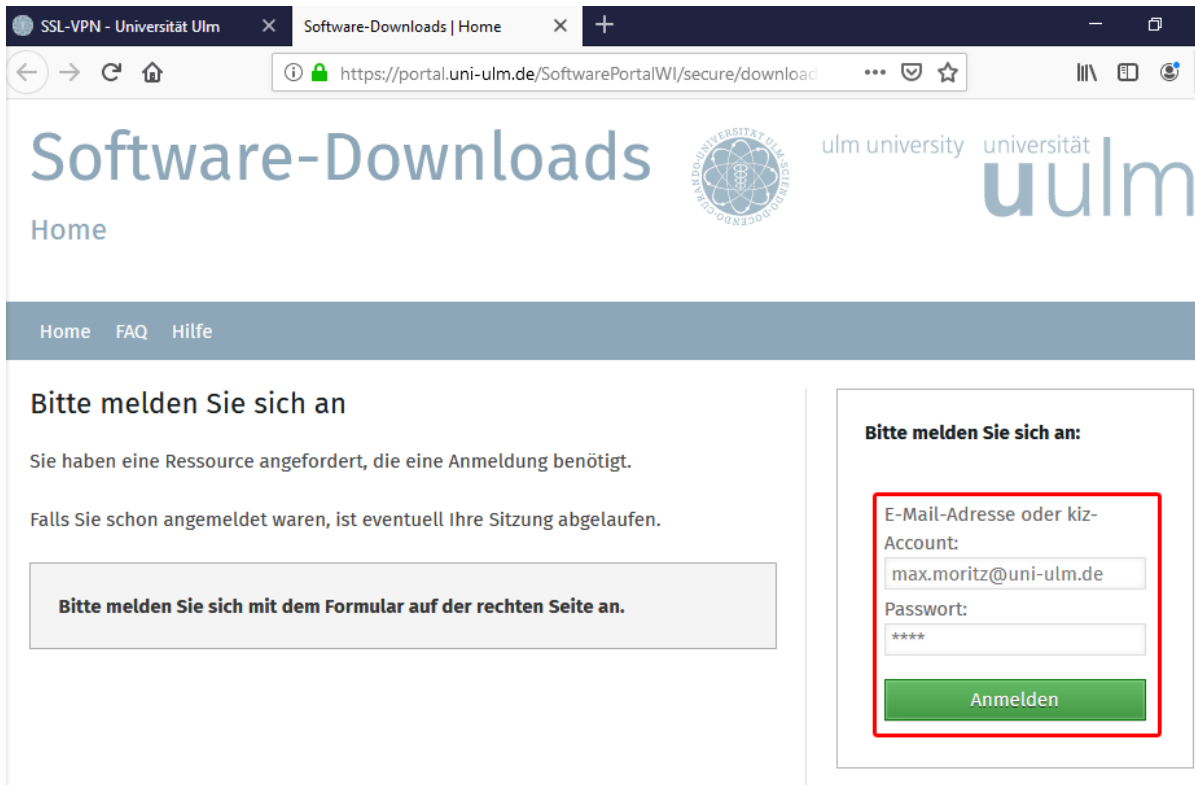 SSL-VPN - Universität Ulm
Software-Downloads | Home
https://portal.uni-ulm.de/SoftwarePortalWI/secure/download
Software-Downloads
ulm university universität
uulm
Home
Home FAQ Hilfe
Bitte melden Sie sich an
Sie haben eine Ressource angefordert, die eine Anmeldung benötigt.
Falls Sie schon angemeldet waren, ist eventuell Ihre Sitzung abgelaufen.
Bitte melden Sie sich mit dem Formular auf der rechten Seite an.
Bitte melden Sie sich an:
E-Mail-Adresse oder kiz-
Account:
max.moritz@uni-ulm.de
Passwort:
****
Anmelden